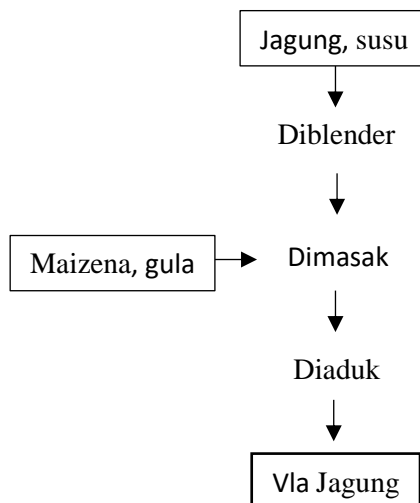 Jagung, susu
Diblender
Maizena, gula
Dimasak
Diaduk
Vla Jagung